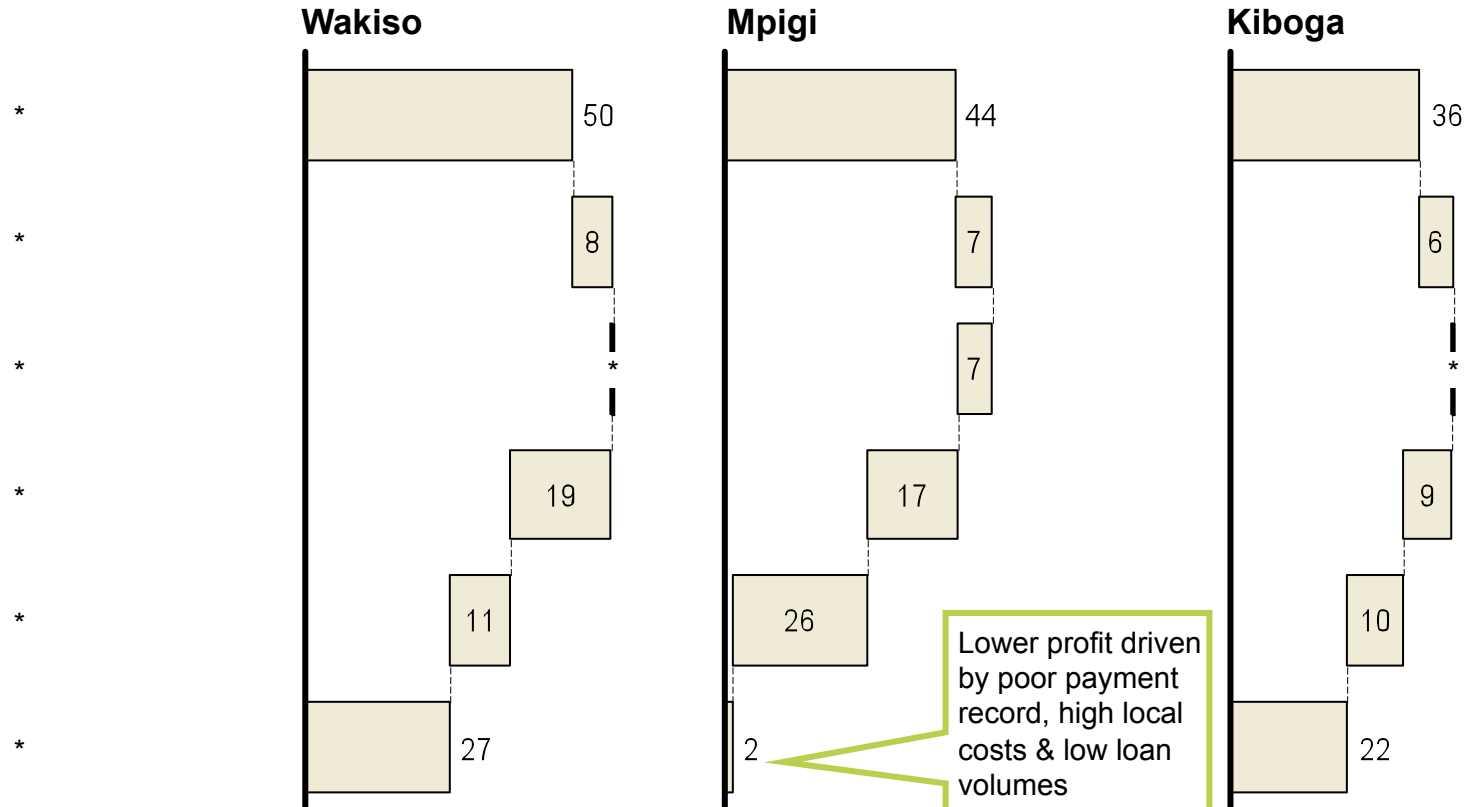 Wakiso Mpigi Kiboga
* 50 44 36
* 8 7 6
* * 7 *
* 19 17 9
* 11 26 10
Lower profit driven
by poor payment
record, high local
costs & low loan
volumes
* 27 2 22